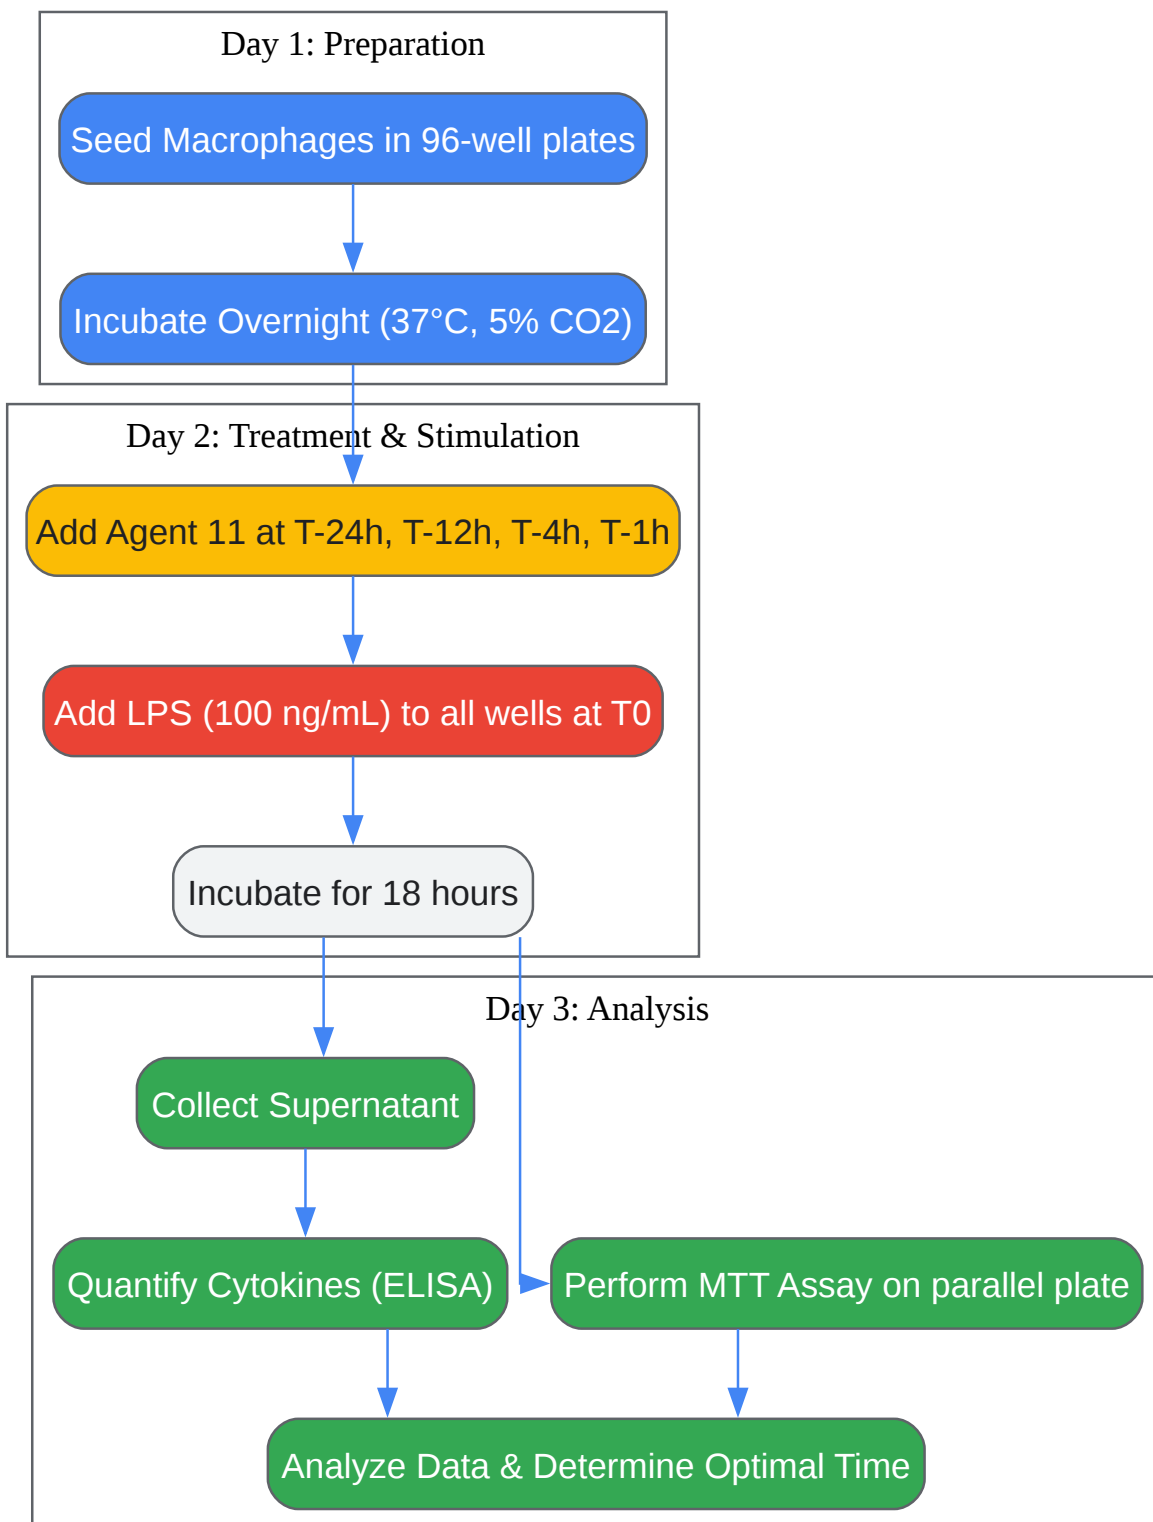 Day 1: Preparation
Seed Macrophages in 96-well plates
Incubate Overnight (37°C, 5% CO2)
Day 2: Treatment & Stimulation
Add Agent 11 at T-24h, T-12h, T-4h, T-1h
Add LPS (100 ng/mL) to all wells at T0
Incubate for 18 hours
Day 3: Analysis
Collect Supernatant
Quantify Cytokines (ELISA)
Perform MTT Assay on parallel plate
Analyze Data & Determine Optimal Time